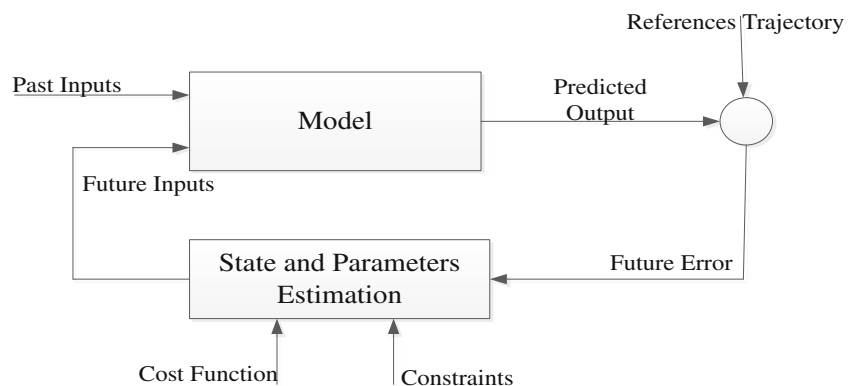 References Trajectory
Past Inputs
Model
Predicted
Output
Future Inputs
State and Parameters
Estimation
Future Error
Cost Function
Constraints